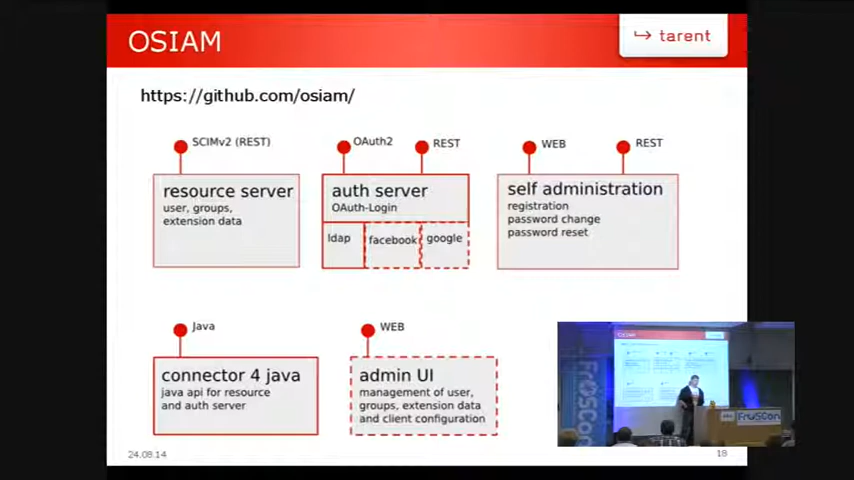 OSIAM
↳ tarent
https://github.com/osiam/
SCIMv2 (REST)
resource server
user, groups,
extension data
OAuth2
REST
auth server
OAuth-Login
ldap
facebook
google
WEB
REST
self administration
registration
password change
password reset
Java
connector 4 java
java api for resource
and auth server
WEB
admin UI
management of user,
groups, extension data
and client configuration
OSIAM
FrOSCon
FrOSCon
24.08.14
18